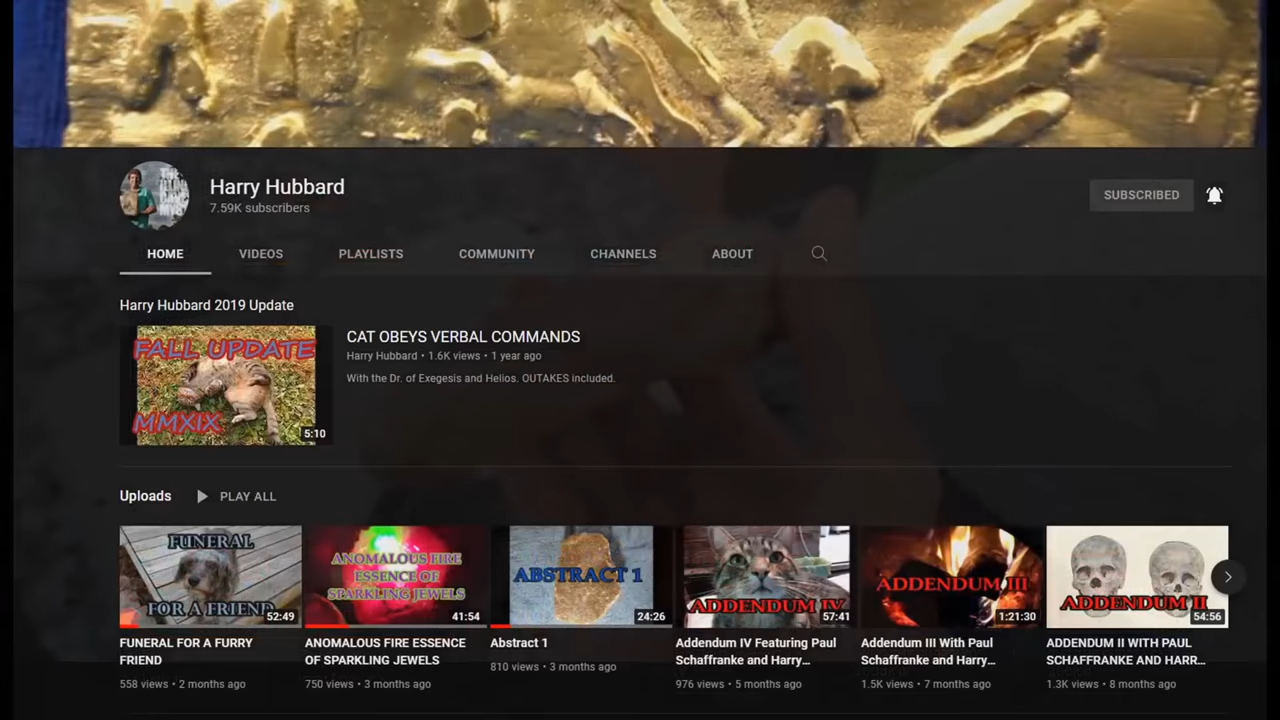 Harry Hubbard
7.59K subscribers
SUBSCRIBED
HOME VIDEOS PLAYLISTS COMMUNITY CHANNELS ABOUT
Harry Hubbard 2019 Update
FALL UPDATE
MMXIX
5:10
CAT OBEYS VERBAL COMMANDS
Harry Hubbard • 1.6K views • 1 year ago
With the Dr. of Exegesis and Helios. OUTAKES included.
Uploads PLAY ALL
FUNERAL
FOR A FRIEND
52:49
FUNERAL FOR A FURRY
FRIEND
558 views • 2 months ago
ANOMALOUS FIRE
ESSENCE OF
SPARKLING JEWELS
41:54
ANOMALOUS FIRE ESSENCE
OF SPARKLING JEWELS
750 views • 3 months ago
ABSTRACT 1
24:26
Abstract 1
810 views • 3 months ago
ADDENDUM IV
57:41
Addendum IV Featuring Paul
Schaffranke and Harry...
976 views • 5 months ago
ADDENDUM III
1:21:30
Addendum III With Paul
Schaffranke and Harry...
1.5K views • 7 months ago
ADDENDUM II
54:56
ADDENDUM II WITH PAUL
SCHAFFRANKE AND HARR...
1.3K views • 8 months ago